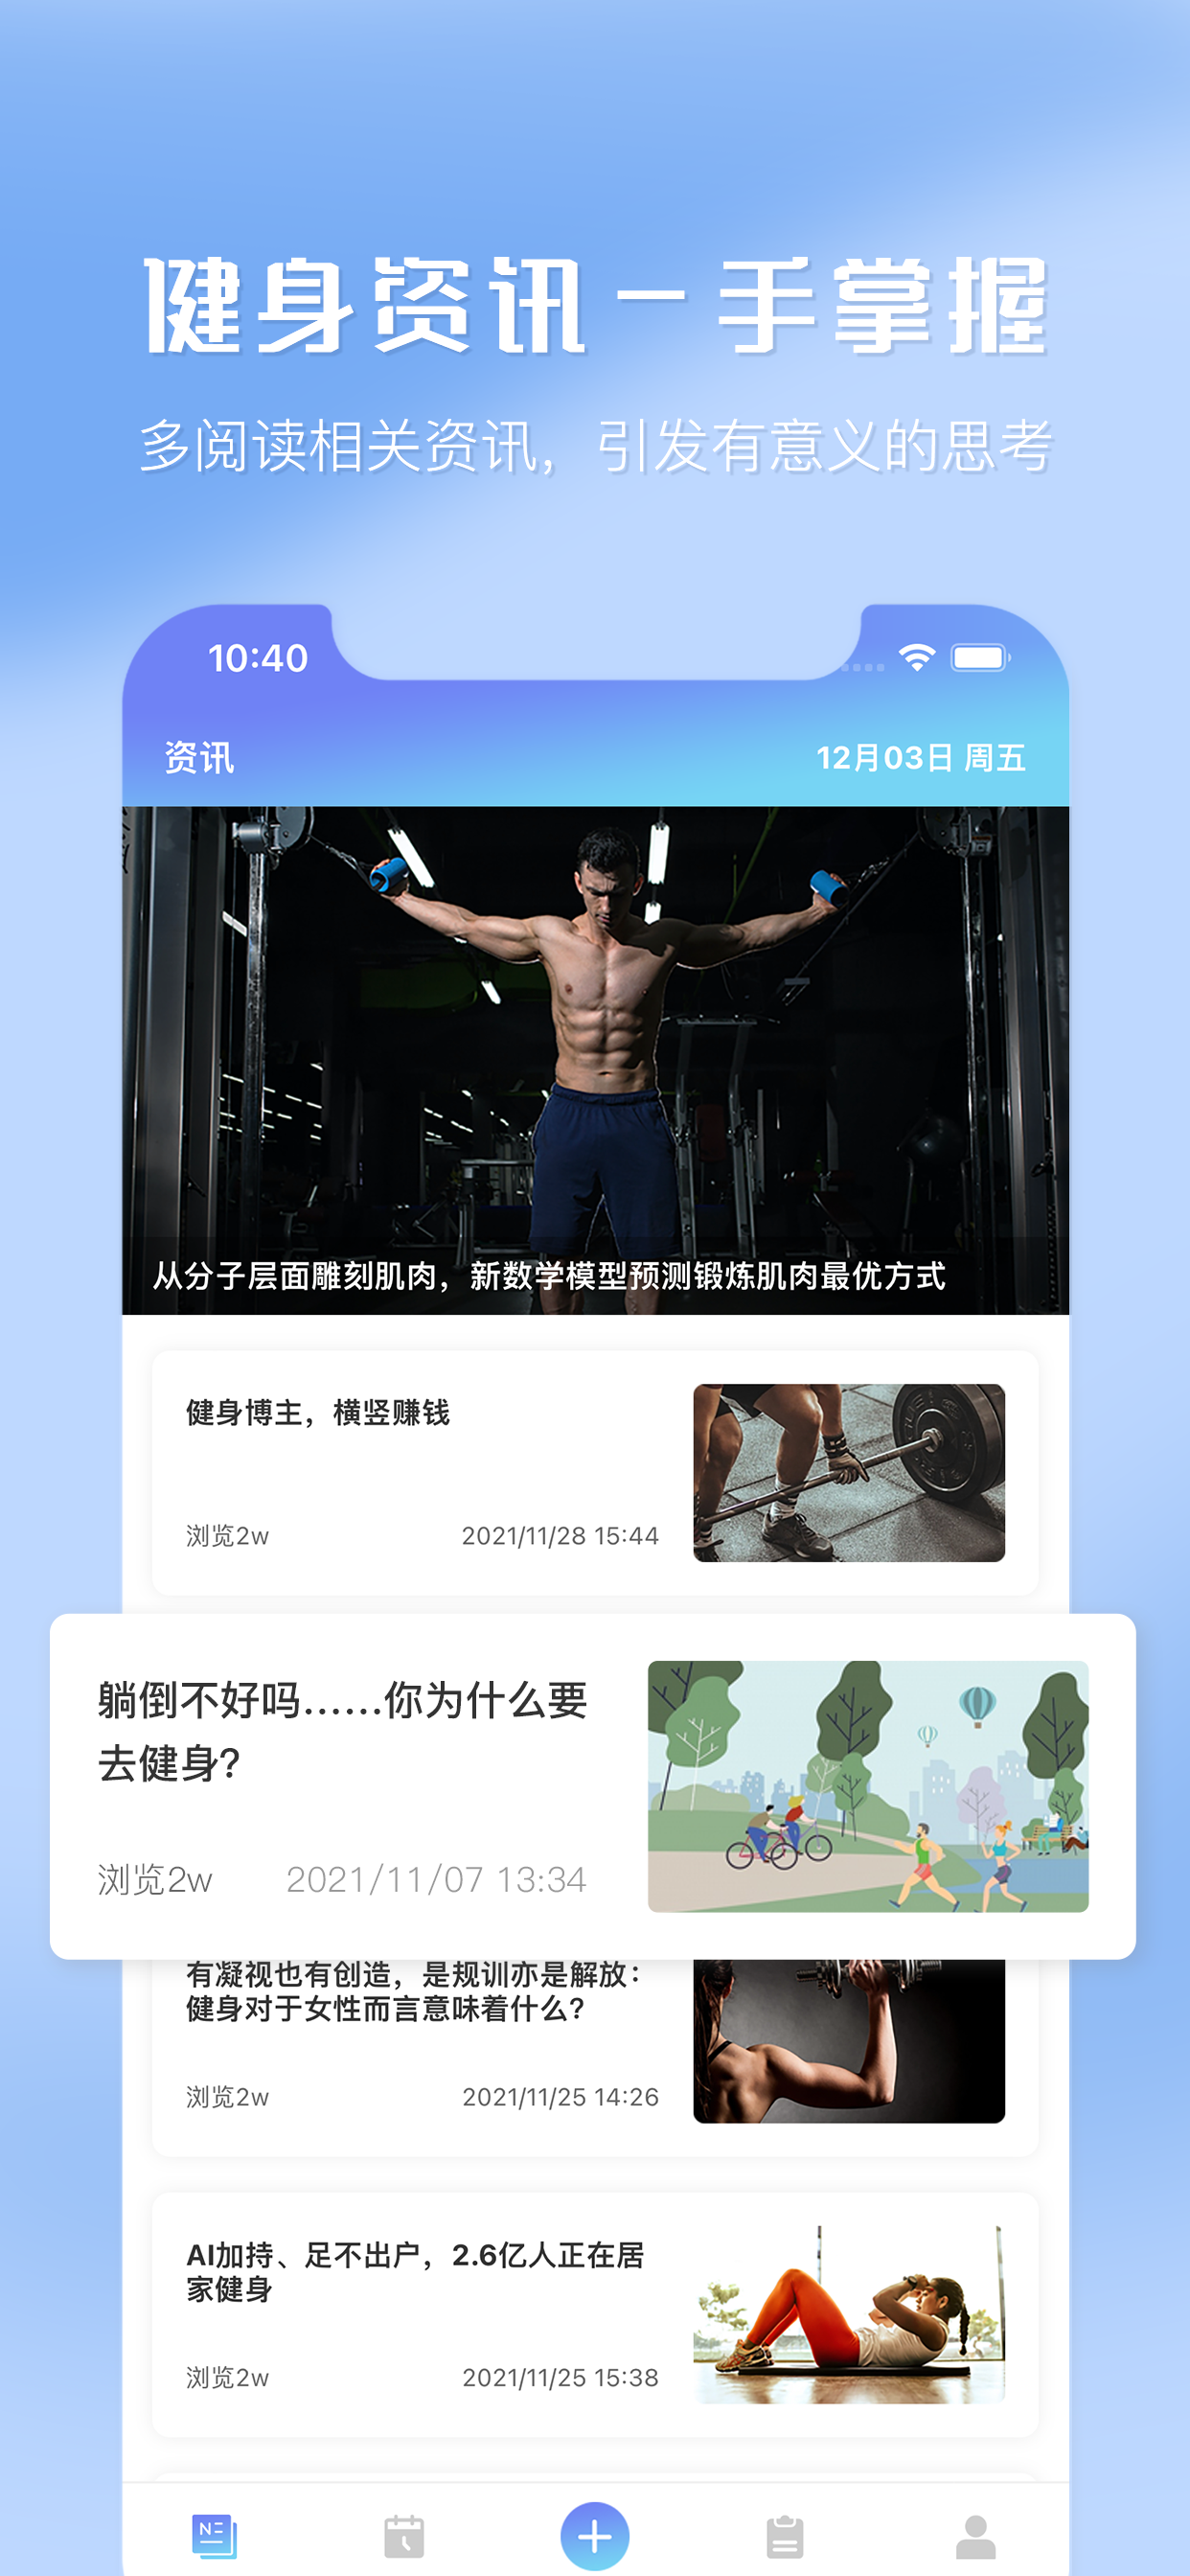 健身资讯一手掌握
多阅读相关资讯，引发有意义的思考
10:40
资讯
12月03日 周五
从分子层面雕刻肌肉，新数学模型预测锻炼肌肉最优方式
健身博主，横竖赚钱
浏览2w
2021/11/28 15:44
躺倒不好吗……你为什么要
去健身?
浏览2w
2021/11/07 13:34
有凝视也有创造，是规训亦是解放：
健身对于女性而言意味着什么?
浏览2w
2021/11/25 14:26
AI加持、足不出户，2.6亿人正在居
家健身
浏览2w
2021/11/25 15:38
NE